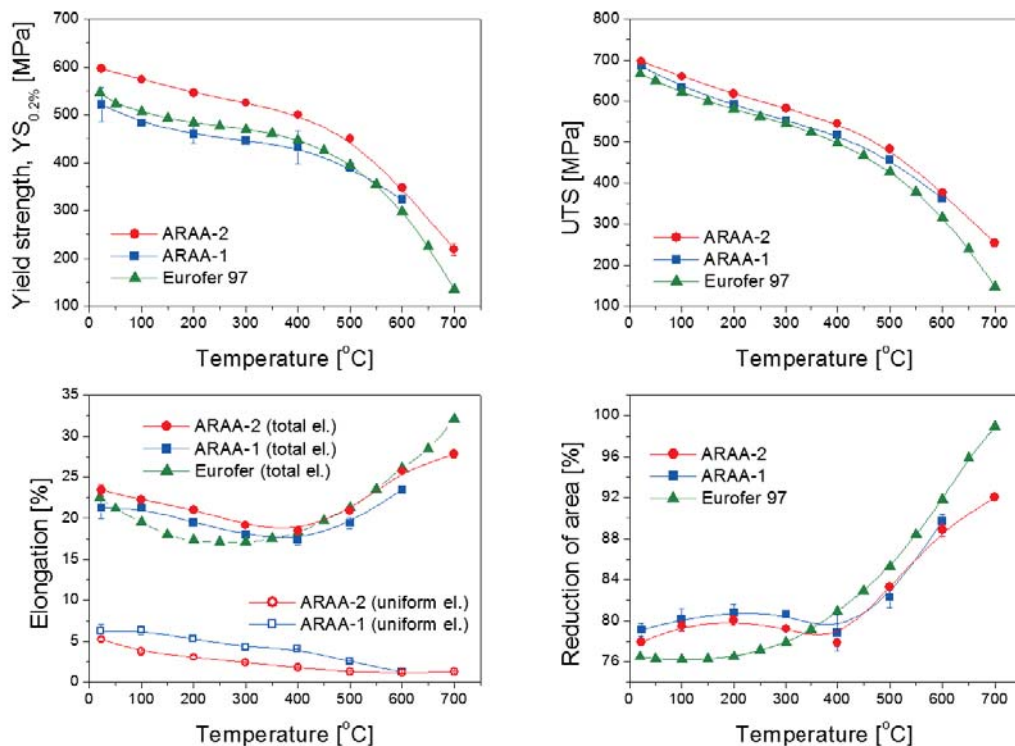 Yield strength, YS0.2% [MPa]
700
600
500
400
300
200
100
ARAA-2
ARAA-1
Eurofer 97
0 100 200 300 400 500 600 700
Temperature [°C]
UTS [MPa]
800
700
600
500
400
300
200
100
ARAA-2
ARAA-1
Eurofer 97
0 100 200 300 400 500 600 700
Temperature [°C]
Elongation [%]
35
30
25
20
15
10
5
0
ARAA-2 (total el.)
ARAA-1 (total el.)
Eurofer (total el.)
ARAA-2 (uniform el.)
ARAA-1 (uniform el.)
0 100 200 300 400 500 600 700
Temperature [°C]
Reduction of area [%]
100
96
92
88
84
80
76
ARAA-2
ARAA-1
Eurofer 97
0 100 200 300 400 500 600 700
Temperature [°C]